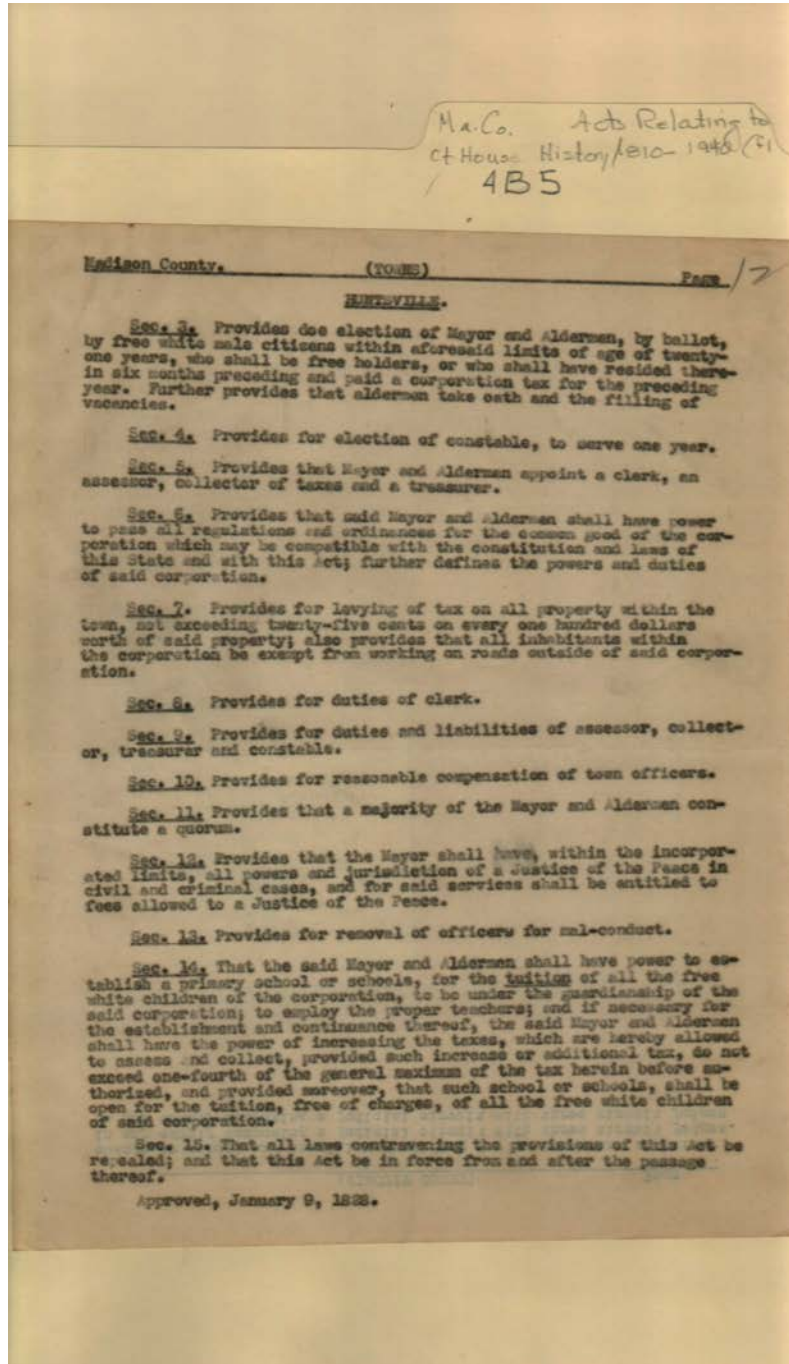 Ma.Co. Acts Relating to
Ct House History 1810-1940 (F1
4B5
Madison County. (TOWNS) Page 12
HUNTSVILLE.
Sec. 3. Provides doe election of Mayor and Aldermen, by ballot,
by free white male citizens within aforesaid limits of age of twenty-
one years, who shall be free holders, or who shall have resided there-
in six months preceding and paid a corporation tax for the preceding
year. Further provides that aldermen take oath and the filling of
vacancies.
Sec. 4. Provides for election of constable, to serve one year.
Sec. 5. Provides that Mayor and Aldermen appoint a clerk, an
assessor, collector of taxes and a treasurer.
Sec. 6. Provides that said Mayor and Aldermen shall have power
to pass all regulations and ordinances for the common good of the cor-
poration which may be compatible with the constitution and laws of
this State and with this Act; further defines the powers and duties
of said corporation.
Sec. 7. Provides for levying of tax on all property within the
town, not exceeding twenty-five cents on every one hundred dollars
worth of said property; also provides that all inhabitants within
the corporation be exempt from working on roads outside of said corpor-
ation.
Sec. 8. Provides for duties of clerk.
Sec. 9. Provides for duties and liabilities of assessor, collect-
or, treasurer and constable.
Sec. 10. Provides for reasonable compensation of town officers.
Sec. 11. Provides that a majority of the Mayor and Aldermen con-
stitute a quorum.
Sec. 12. Provides that the Mayor shall have, within the incorpor-
ated limits, all powers and jurisdiction of a Justice of the Peace in
civil and criminal cases, and for said services shall be entitled to
fees allowed to a Justice of the Peace.
Sec. 13. Provides for removal of officers for mal-conduct.
Sec. 14. That the said Mayor and Aldermen shall have power to es-
tablish a primary school or schools, for the tuition of all the free
white children of the corporation, to be under the guardianship of the
said corporation; to employ the proper teachers; and if necessary for
the establishment and continuance thereof, the said Mayor and Aldermen
shall have the power of increasing the taxes, which are hereby allowed
to assess and collect, provided such increase or additional tax, do not
exceed one-fourth of the general maximum of the tax herein before au-
thorized, and provided moreover, that such school or schools, shall be
open for the tuition, free of charges, of all the free white children
of said corporation.
Sec. 15. That all laws contravening the provisions of this Act be
repealed; and that this Act be in force from and after the passage
thereof.
Approved, January 9, 1828.